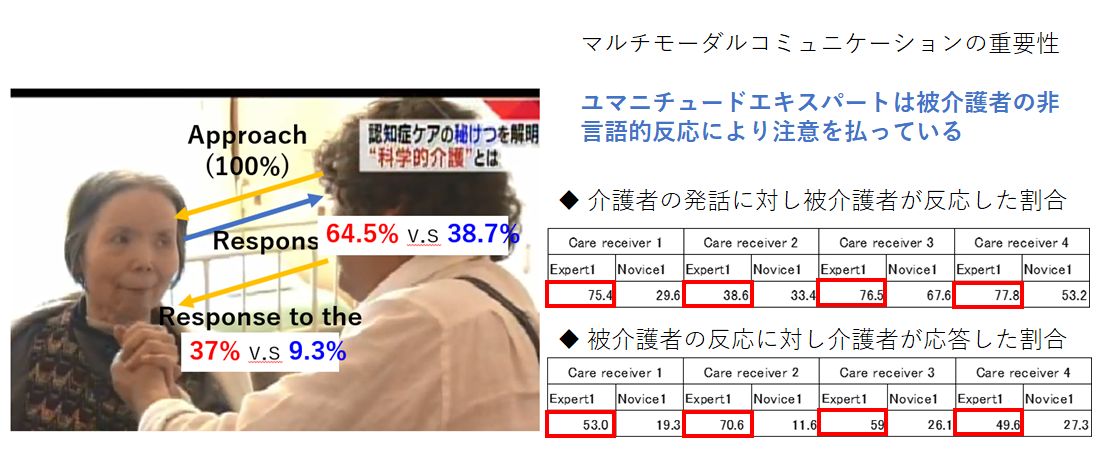 マルチモーダルコミュニケーションの重要性
ユマニチュードエキスパートは被介護者の非
言語的反応により注意を払っている
Approach
(100%)
認知症ケアの秘けつを解明
“科学的介護”とは
Respons
64.5% V.S 38.7%
Response to the
37% V.S 9.3%
◆ 介護者の発話に対し被介護者が反応した割合
Care receiver 1 Care receiver 2 Care receiver 3 Care receiver 4
Expert1 Novice1 Expert1 Novice1 Expert1 Novice1 Expert1 Novice1
75.4 29.6 38.6 33.4 76.5 67.6 77.8 53.2
◆ 被介護者の反応に対し介護者が応答した割合
Care receiver 1 Care receiver 2 Care receiver 3 Care receiver 4
Expert1 Novice1 Expert1 Novice1 Expert1 Novice1 Expert1 Novice1
53.0 19.3 70.6 11.6 59 26.1 49.6 27.3